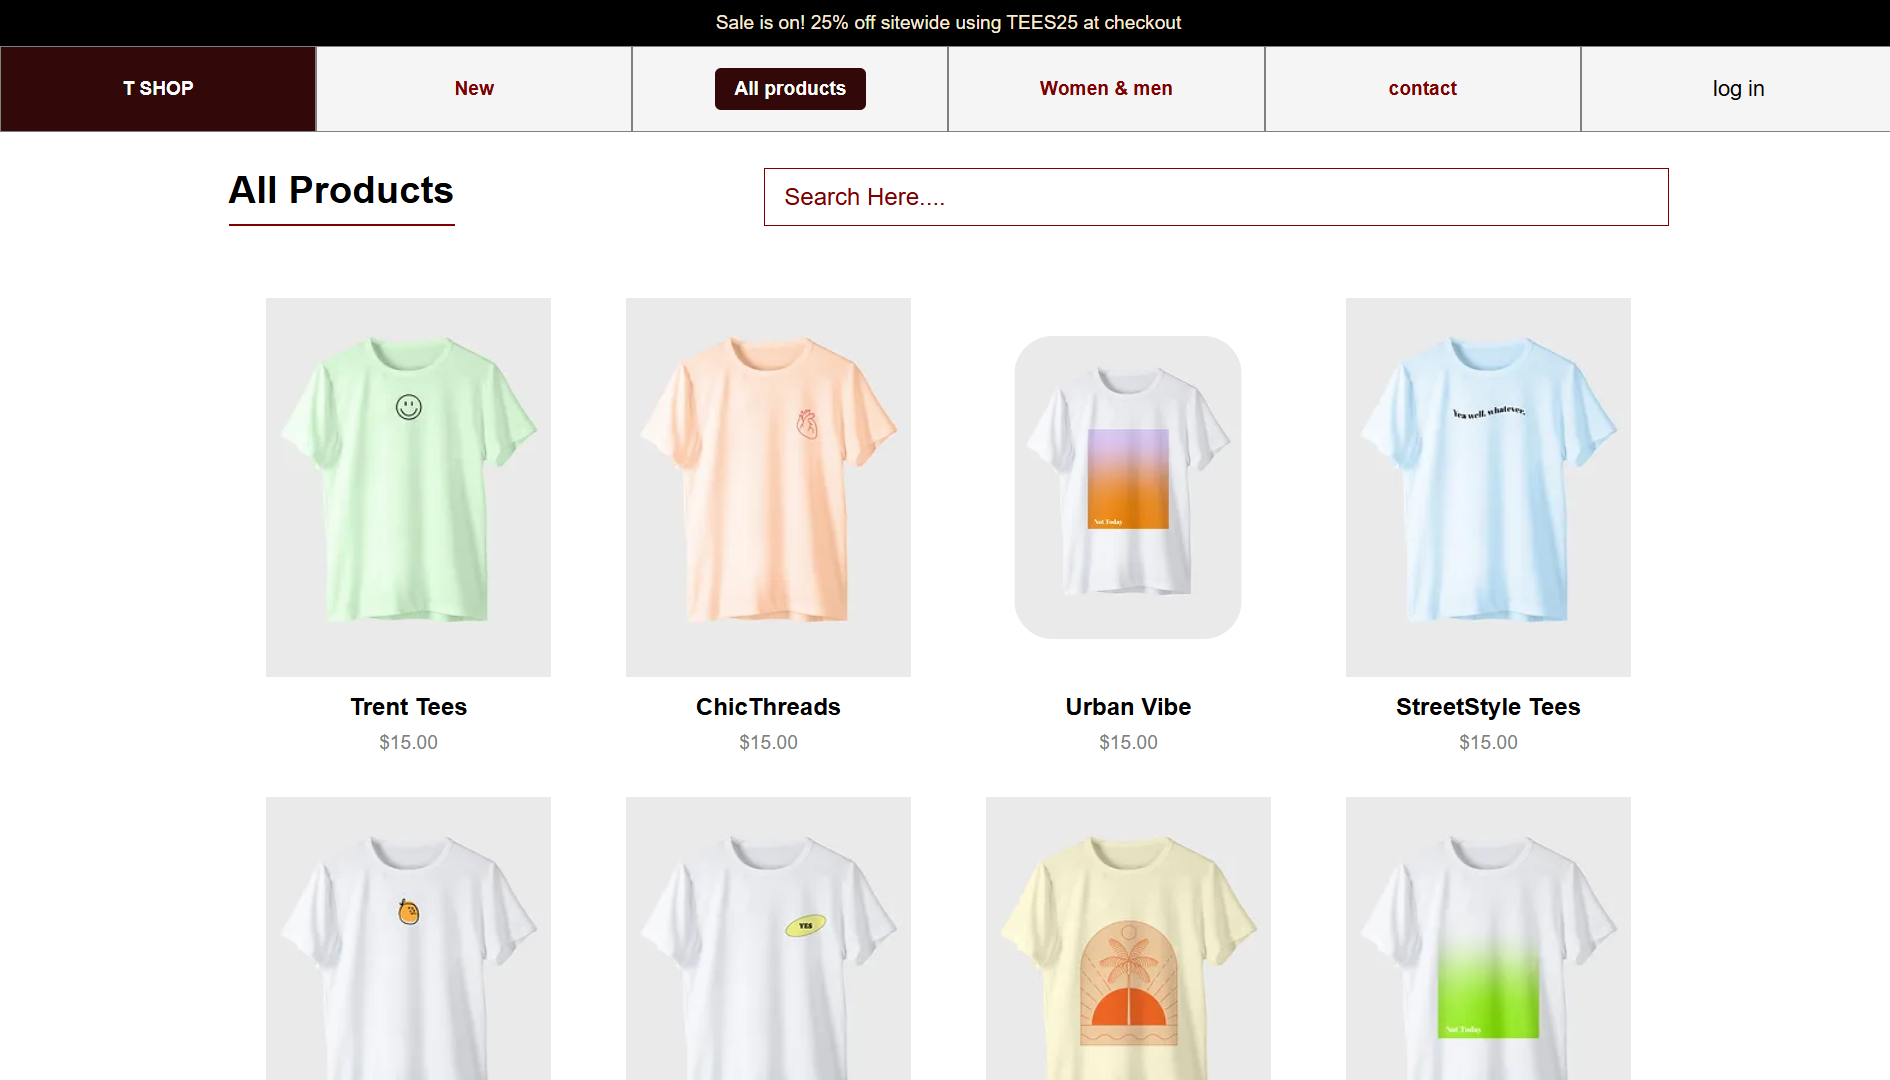 Sale is on! 25% off sitewide using TEES25 at checkout
T SHOP
New
All products
Women & men
contact
log in
All Products
Search Here....
Not Today
Yea well, whatever.
Trent Tees
ChicThreads
Urban Vibe
StreetStyle Tees
$15.00
$15.00
$15.00
$15.00
YES
Not Today